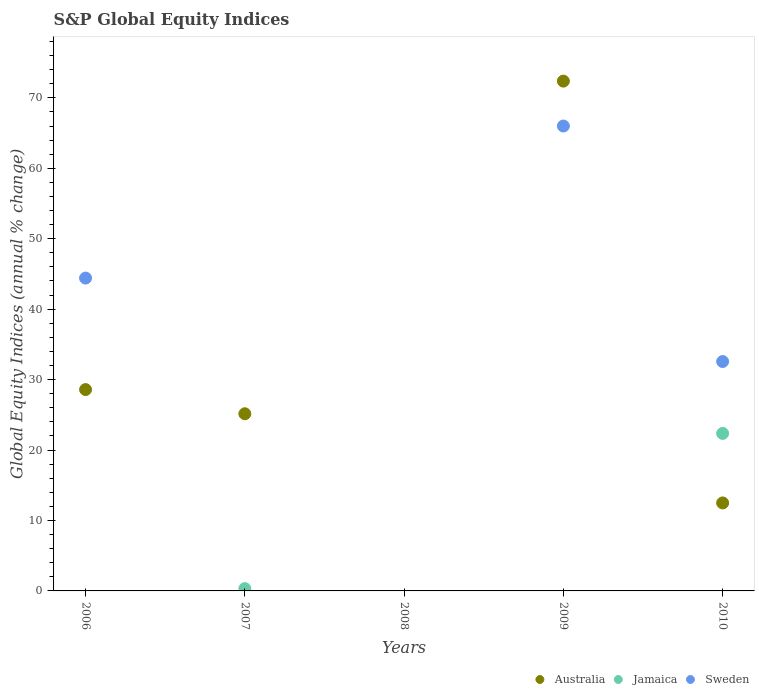 S&P Global Equity Indices
Global Equity Indices (annual % change)
70
60
50
40
30
20
10
0
2006
2007
2008
2009
2010
Years
Australia
Jamaica
Sweden